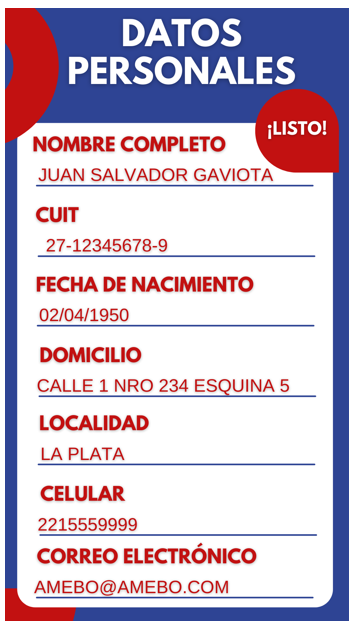 DATOS
PERSONALES
¡LISTO!
NOMBRE COMPLETO
JUAN SALVADOR GAVIOTA
CUIT
27-12345678-9
FECHA DE NACIMIENTO
02/04/1950
DOMICILIO
CALLE 1 NRO 234 ESQUINA 5
LOCALIDAD
LA PLATA
CELULAR
2215559999
CORREO ELECTRÓNICO
AMEBO@AMEBO.COM